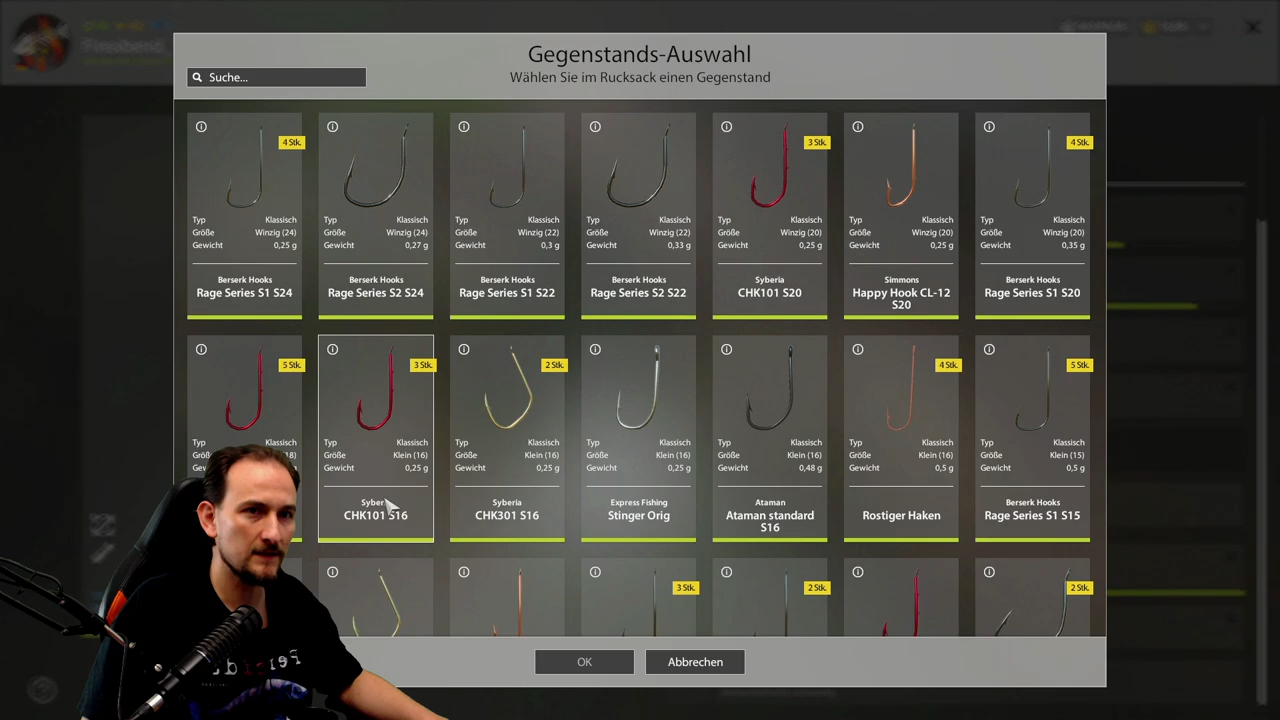 Gegenstands-Auswahl
Wählen Sie im Rucksack einen Gegenstand
Suche...
4 Stk.
Typ Klassisch
Größe Winzig (24)
Gewicht 0,25 g
Berserk Hooks
Rage Series S1 S24
Typ Klassisch
Größe Winzig (24)
Gewicht 0,27 g
Berserk Hooks
Rage Series S2 S24
Typ Klassisch
Größe Winzig (22)
Gewicht 0,3 g
Berserk Hooks
Rage Series S1 S22
Typ Klassisch
Größe Winzig (22)
Gewicht 0,33 g
Berserk Hooks
Rage Series S2 S22
3 Stk.
Typ Klassisch
Größe Winzig (20)
Gewicht 0,25 g
Syberia
CHK101 S20
Typ Klassisch
Größe Winzig (20)
Gewicht 0,25 g
Simmons
Happy Hook CL-12
S20
4 Stk.
Typ Klassisch
Größe Winzig (20)
Gewicht 0,35 g
Berserk Hooks
Rage Series S1 S20
5 Stk.
Typ Klassisch
3 Stk.
Typ Klassisch
Größe Klein (16)
Gewicht 0,25 g
CHK101 S16
2 Stk.
Typ Klassisch
Größe Klein (16)
Gewicht 0,25 g
Syberia
CHK301 S16
Typ Klassisch
Größe Klein (16)
Gewicht 0,25 g
Express Fishing
Stinger Orig
Typ Klassisch
Größe Klein (16)
Gewicht 0,48 g
Ataman
Ataman standard
S16
4 Stk.
Typ Klassisch
Größe Klein (16)
Gewicht 0,5 g
Rostiger Haken
5 Stk.
Typ Klassisch
Größe Klein (15)
Gewicht 0,5 g
Berserk Hooks
Rage Series S1 S15
3 Stk.
2 Stk.
2 Stk.
OK
Abbrechen